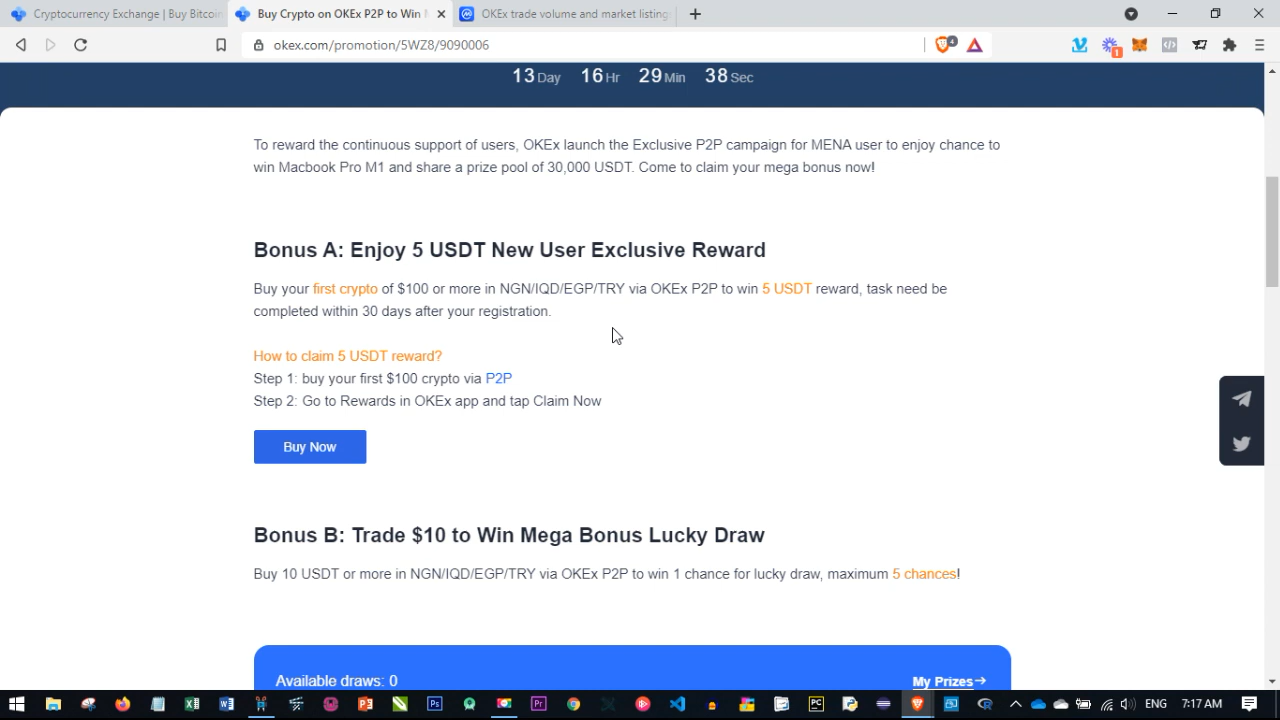 Cryptocurrency Exchange | Buy Bitcoin
Buy Crypto on OKEx P2P to Win
OKEx trade volume and market listing
okex.com/promotion/5WZ8/9090006
4
1
13 Day 16 Hr 29 Min 38 Sec
To reward the continuous support of users, OKEx launch the Exclusive P2P campaign for MENA user to enjoy chance to
win Macbook Pro M1 and share a prize pool of 30,000 USDT. Come to claim your mega bonus now!
Bonus A: Enjoy 5 USDT New User Exclusive Reward
Buy your first crypto of $100 or more in NGN/IQD/EGP/TRY via OKEx P2P to win 5 USDT reward, task need be
completed within 30 days after your registration.
How to claim 5 USDT reward?
Step 1: buy your first $100 crypto via P2P
Step 2: Go to Rewards in OKEx app and tap Claim Now
Buy Now
Bonus B: Trade $10 to Win Mega Bonus Lucky Draw
Buy 10 USDT or more in NGN/IQD/EGP/TRY via OKEx P2P to win 1 chance for lucky draw, maximum 5 chances!
Available draws: 0
My Prizes
ENG
7:17 AM